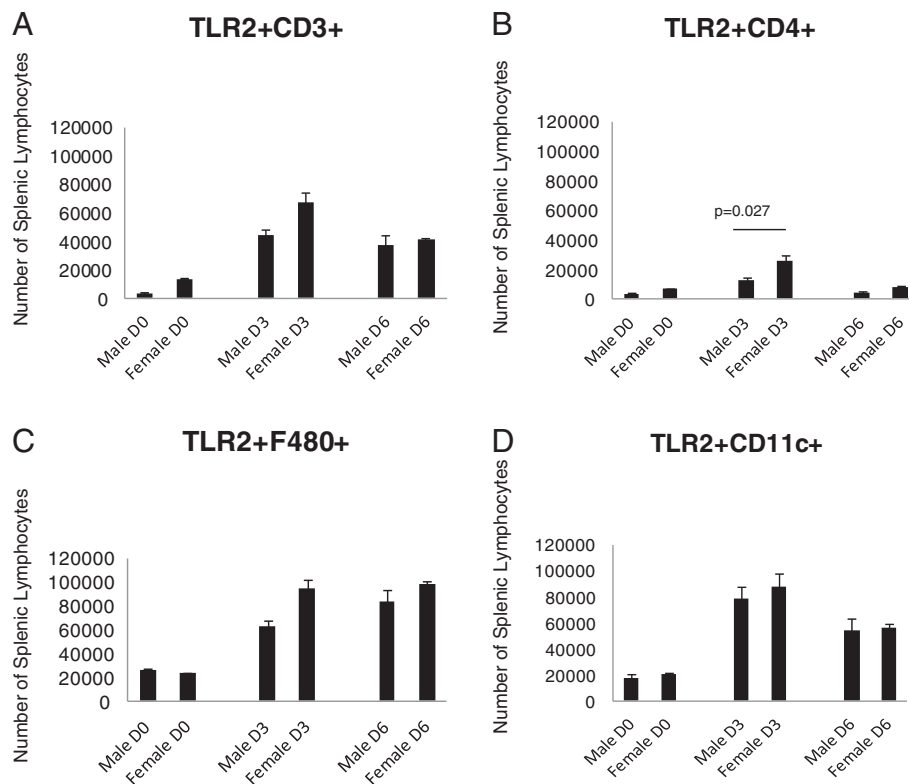 A
TLR2+CD3+
Number of Splenic Lymphocytes
120000
100000
80000
60000
40000
20000
0
Male D0
Female D0
Male D3
Female D3
Male D6
Female D6
B
TLR2+CD4+
Number of Splenic Lymphocytes
120000
100000
80000
60000
40000
20000
0
p=0.027
Male D0
Female D0
Male D3
Female D3
Male D6
Female D6
C
TLR2+F480+
Number of Splenic Lymphocytes
120000
100000
80000
60000
40000
20000
0
Male D0
Female D0
Male D3
Female D3
Male D6
Female D6
D
TLR2+CD11c+
Number of Splenic Lymphocytes
120000
100000
80000
60000
40000
20000
0
Male D0
Female D0
Male D3
Female D3
Male D6
Female D6